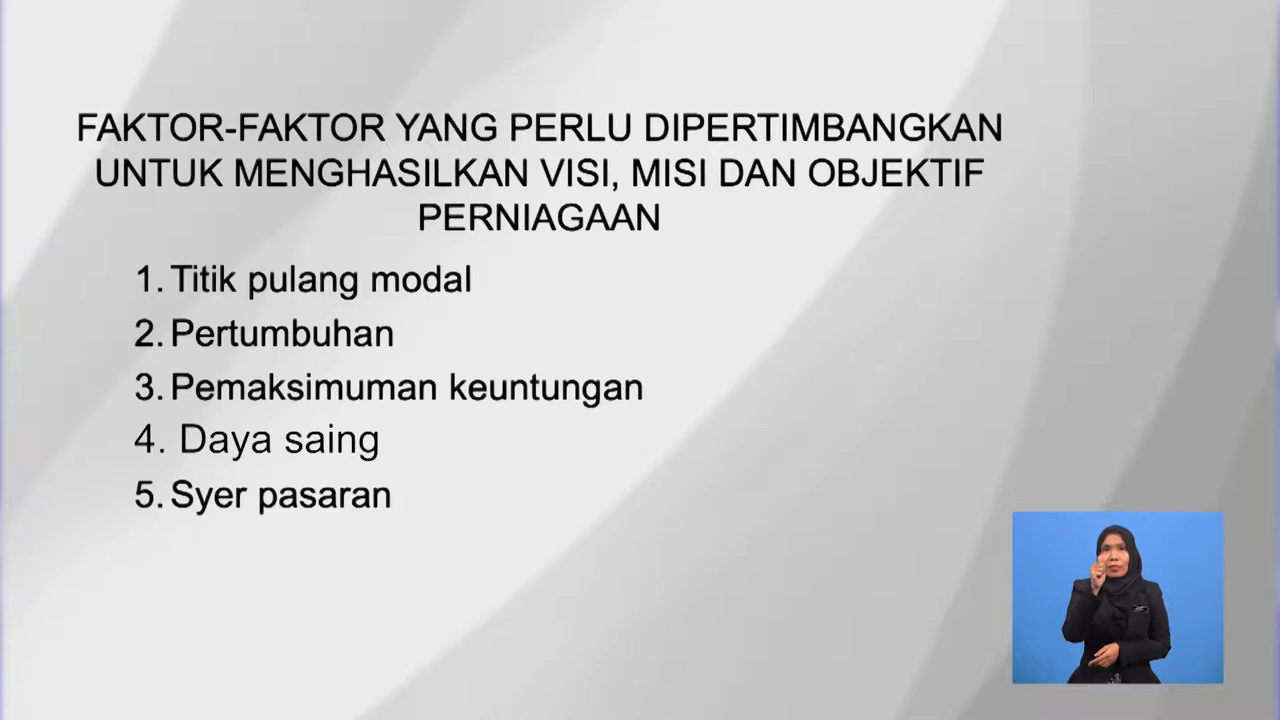 FAKTOR-FAKTOR YANG PERLU DIPERTIMBANGKAN
UNTUK MENGHASILKAN VISI, MISI DAN OBJEKTIF
PERNIAGAAN
1. Titik pulang modal
2. Pertumbuhan
3. Pemaksimuman keuntungan
4. Daya saing
5. Syer pasaran